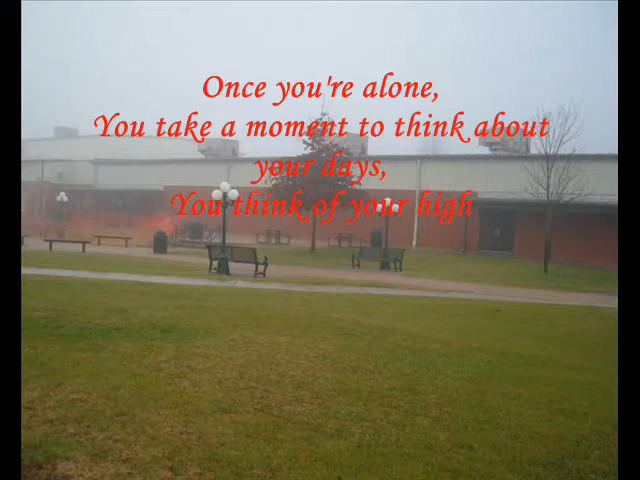 Once you're alone,
You take a moment to think about
your days,
You think of your high